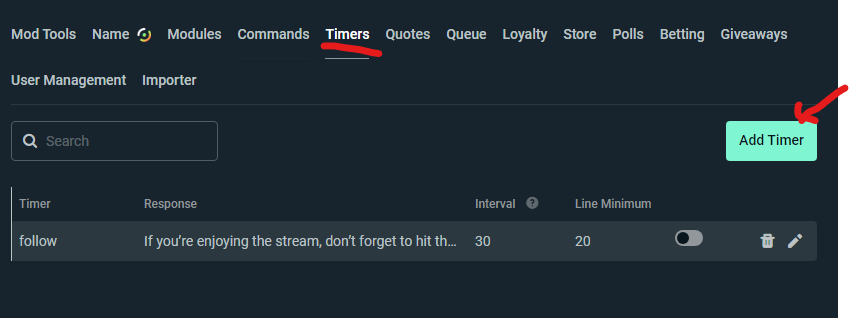 Mod Tools Name Modules Commands Timers Quotes Queue Loyalty Store Polls Betting Giveaways
User Management Importer
Search
Add Timer
Timer Response Interval ? Line Minimum
follow If you’re enjoying the stream, don’t forget to hit th... 30 20